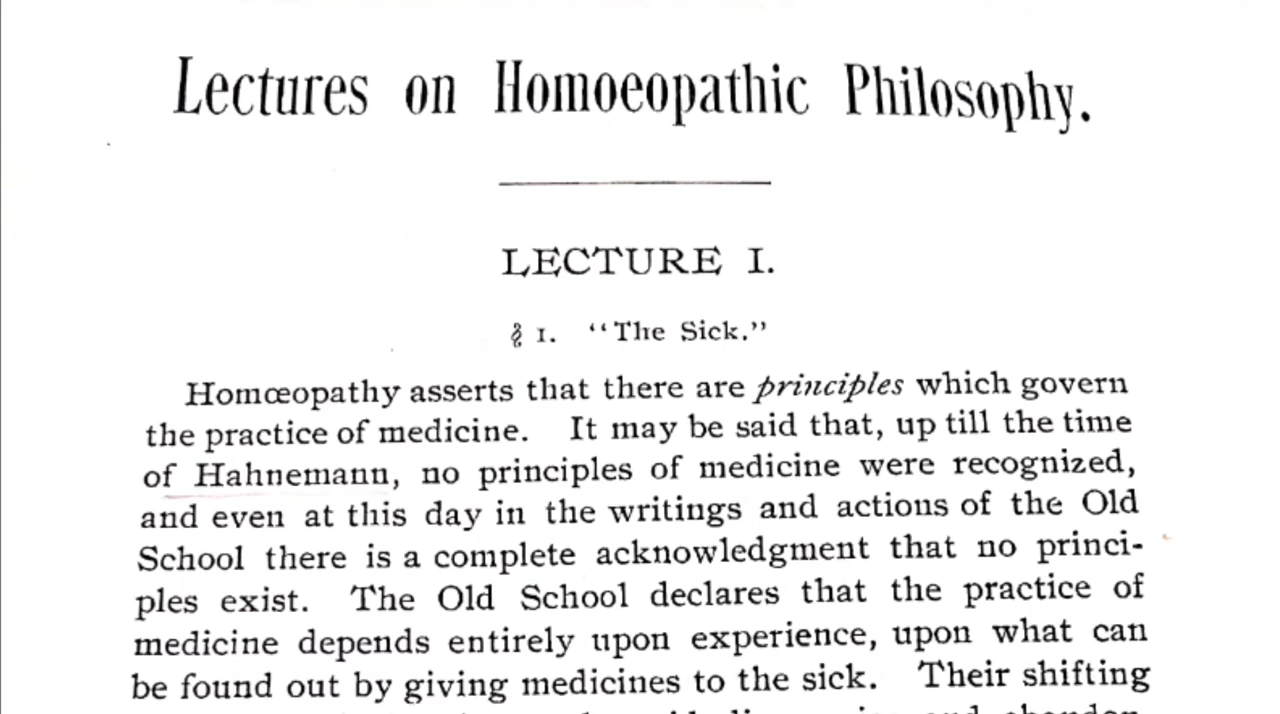 Lectures on Homoeopathic Philosophy.
LECTURE I.
§ 1. “The Sick.”
Homœopathy asserts that there are principles which govern
the practice of medicine. It may be said that, up till the time
of Hahnemann, no principles of medicine were recognized,
and even at this day in the writings and actions of the Old
School there is a complete acknowledgment that no princi-
ples exist. The Old School declares that the practice of
medicine depends entirely upon experience, upon what can
be found out by giving medicines to the sick. Their shifting